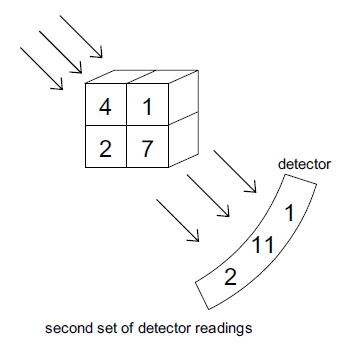 4 1
2 7
detector
1
11
2
second set of detector readings